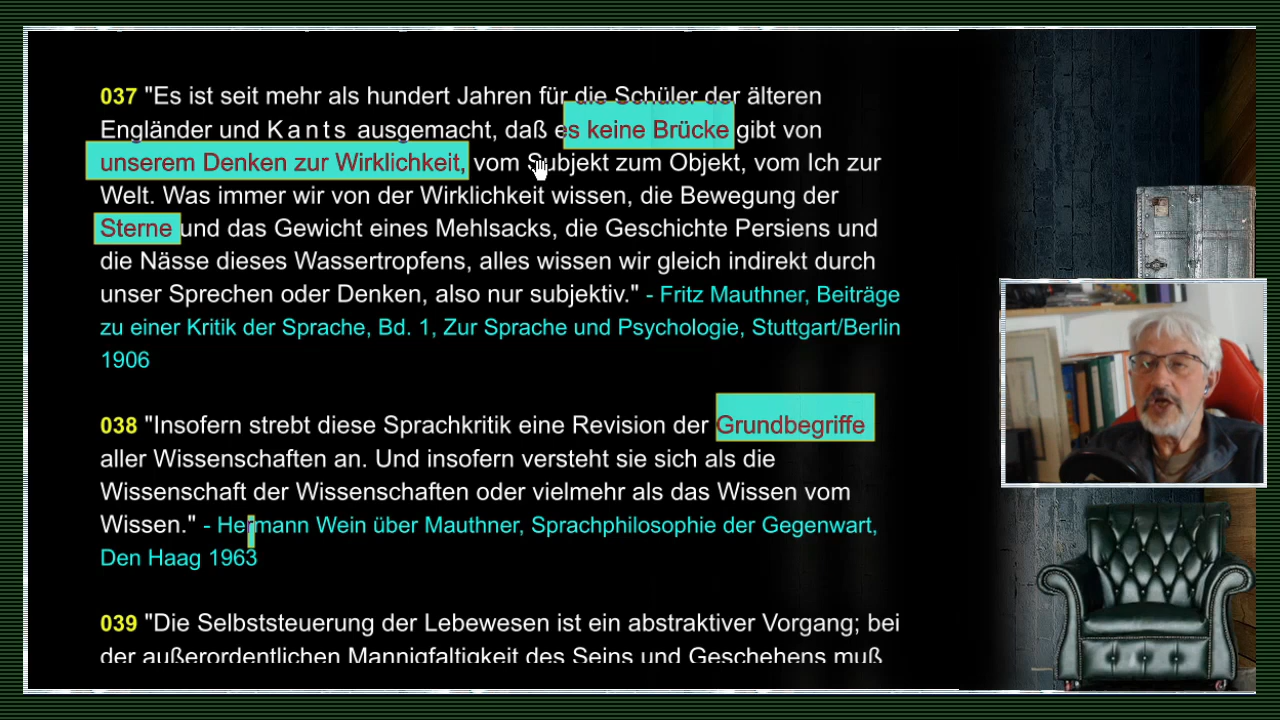 037 "Es ist seit mehr als hundert Jahren für die Schüler der älteren
Engländer und Kants ausgemacht, daß es keine Brücke gibt von
unserem Denken zur Wirklichkeit, vom Subjekt zum Objekt, vom Ich zur
Welt. Was immer wir von der Wirklichkeit wissen, die Bewegung der
Sterne und das Gewicht eines Mehlsacks, die Geschichte Persiens und
die Nässe dieses Wassertropfens, alles wissen wir gleich indirekt durch
unser Sprechen oder Denken, also nur subjektiv." - Fritz Mauthner, Beiträge
zu einer Kritik der Sprache, Bd. 1, Zur Sprache und Psychologie, Stuttgart/Berlin
1906
038 "Insofern strebt diese Sprachkritik eine Revision der Grundbegriffe
aller Wissenschaften an. Und insofern versteht sie sich als die
Wissenschaft der Wissenschaften oder vielmehr als das Wissen vom
Wissen." - Hermann Wein über Mauthner, Sprachphilosophie der Gegenwart,
Den Haag 1963
039 "Die Selbststeuerung der Lebewesen ist ein abstraktiver Vorgang; bei
der außerordentlichen Mannigfaltigkeit des Seins und Geschehens muß